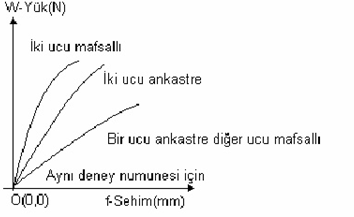 W-Yük(N)
İki ucu mafsallı
İki ucu ankastre
Bir ucu ankastre diğer ucu mafsallı
Aynı deney numunesi için
O(0,0)
f-Sehim(mm)